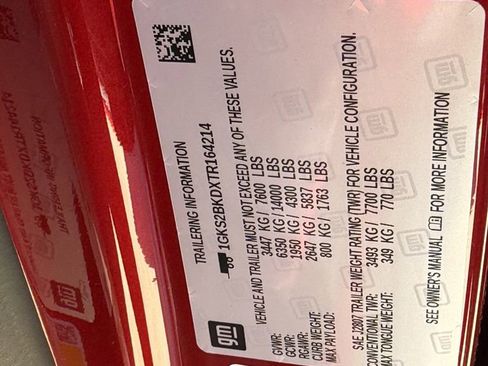 TRAILERING INFORMATION
1GKS2BKDXTR164214
VEHICLE AND TRAILER MUST NOT EXCEED ANY OF THESE VALUES.
GVWR: 3447 KG / 7600 LBS
GCWR: 6350 KG / 14000 LBS
RGAWR: 1950 KG / 4300 LBS
CURB WEIGHT: 2647 KG / 5837 LBS
MAX PAYLOAD: 800 KG / 1763 LBS
gm
SAE J2807 TRAILER WEIGHT RATING (TWR) FOR VEHICLE CONFIGURATION.
CONVENTIONAL TWR: 3493 KG / 7700 LBS
MAX TONGUE WEIGHT: 349 KG / 770 LBS
SEE OWNER'S MANUAL FOR MORE INFORMATION